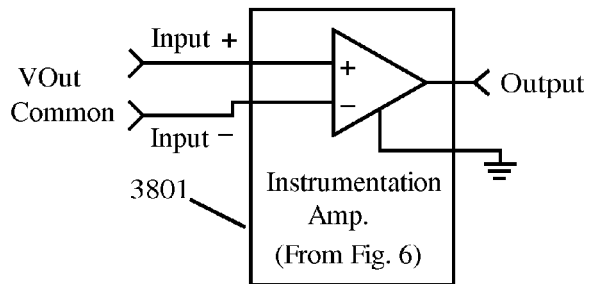 Input +
VOut
Common
Input −
+
−
Output
3801
Instrumentation
Amp.
(From Fig. 6)